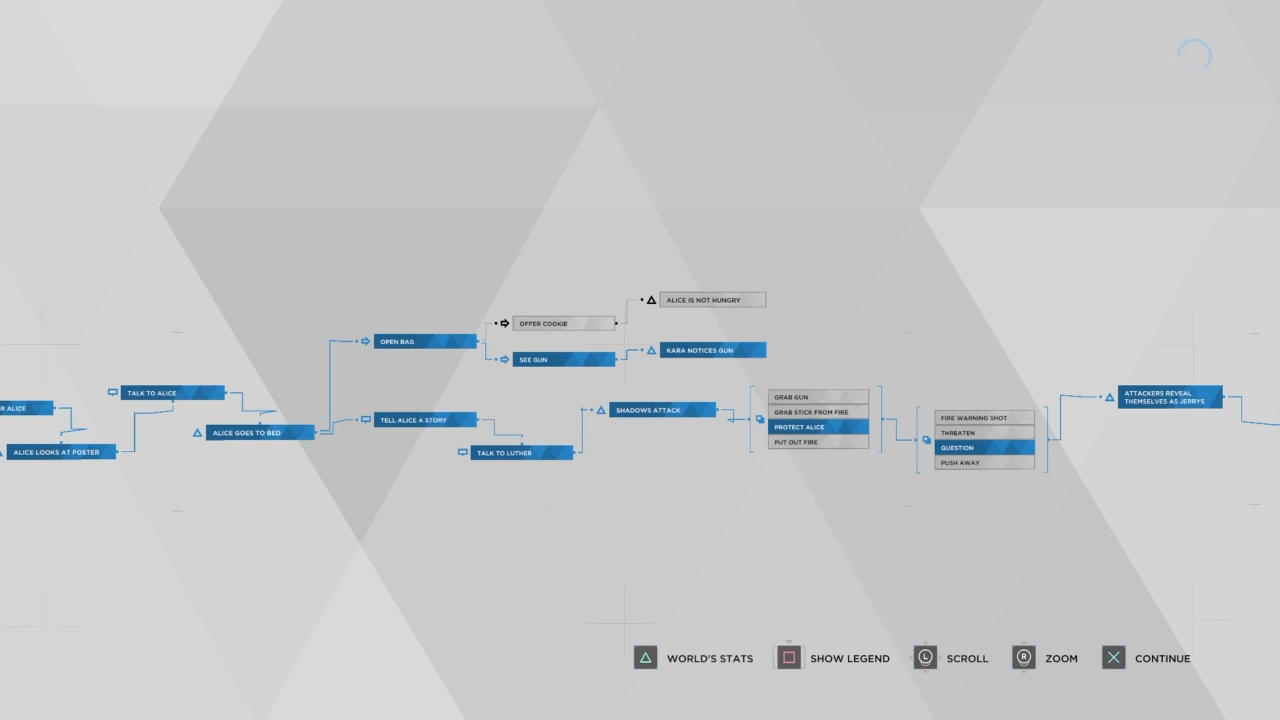 R ALICE
ALICE LOOKS AT POSTER
TALK TO ALICE
ALICE GOES TO BED
OPEN BAG
OFFER COOKIE
ALICE IS NOT HUNGRY
SEE GUN
KARA NOTICES GUN
TELL ALICE A STORY
TALK TO LUTHER
SHADOWS ATTACK
GRAB GUN
GRAB STICK FROM FIRE
PROTECT ALICE
PUT OUT FIRE
FIRE WARNING SHOT
THREATEN
QUESTION
PUSH AWAY
ATTACKERS REVEAL
THEMSELVES AS JERRYS
WORLD'S STATS
SHOW LEGEND
L
SCROLL
R
ZOOM
CONTINUE